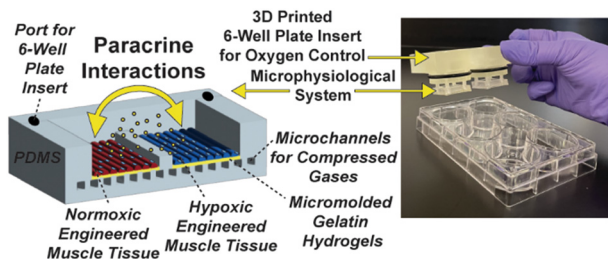 Port for
6-Well
Plate
Insert
Paracrine
Interactions
3D Printed
6-Well Plate Insert
for Oxygen Control
Microphysiological
System
PDMS
Microchannels
for Compressed
Gases
Normoxic
Engineered
Muscle Tissue
Hypoxic
Engineered
Muscle Tissue
Micromolded
Gelatin
Hydrogels